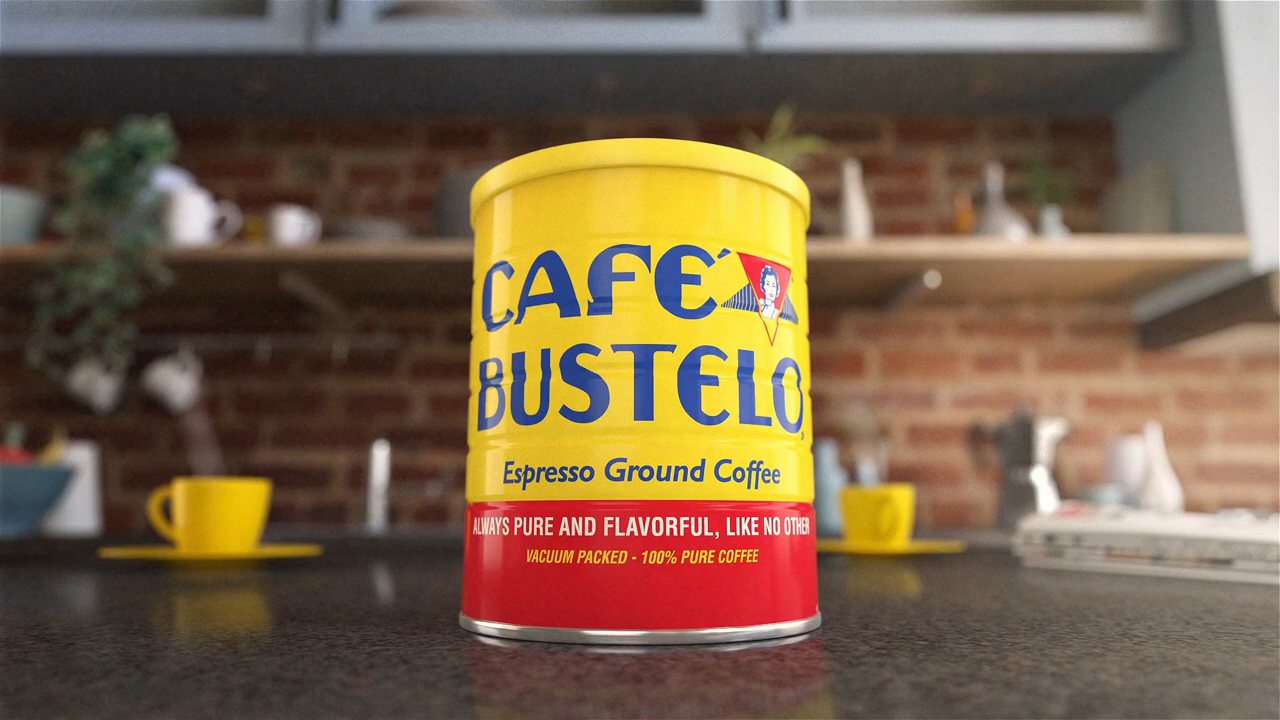 CAFÉ
BUSTELO
Espresso Ground Coffee
ALWAYS PURE AND FLAVORFUL, LIKE NO OTHER
VACUUM PACKED - 100% PURE COFFEE